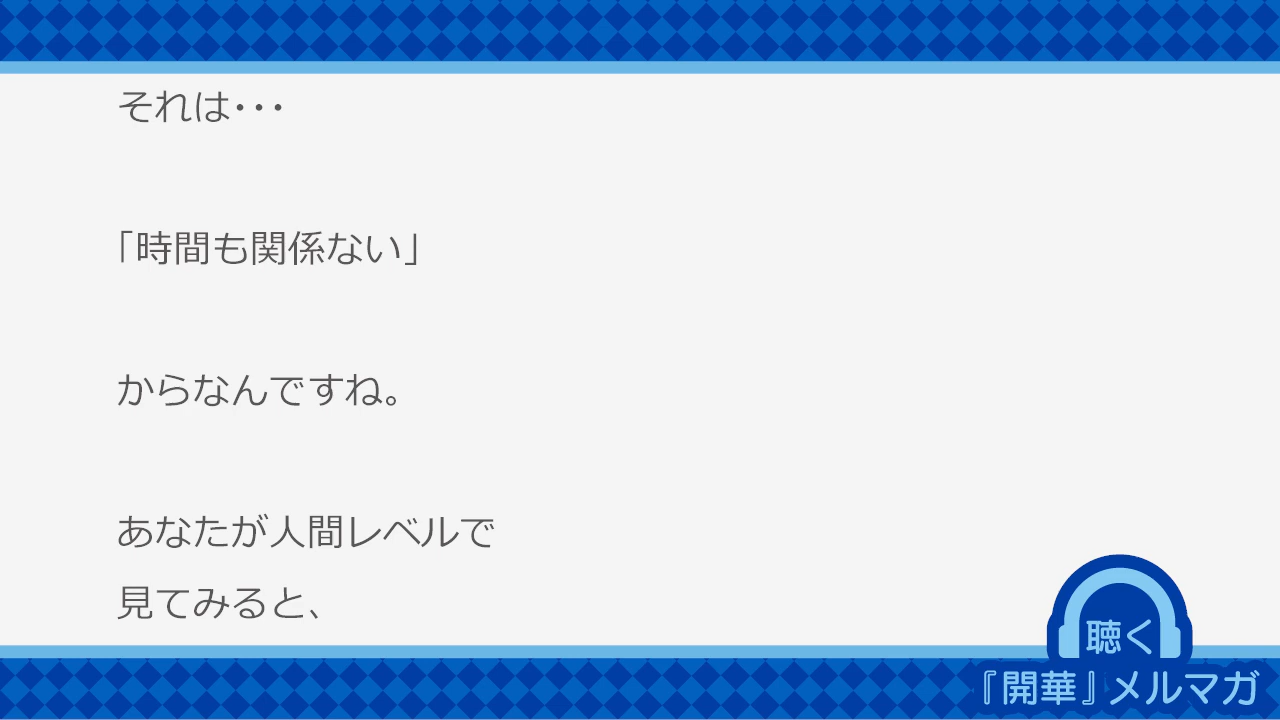 それは･･･
「時間も関係ない」
からなんですね。
あなたが人間レベルで
見てみると、
聴く
『開華』メルマガ